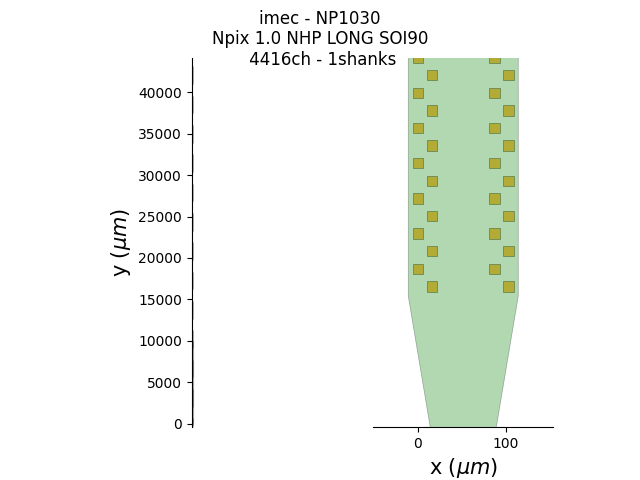 imec - NP1030
Npix 1.0 NHP LONG SOI90
4416ch - 1shanks
40000
35000
30000
25000
20000
15000
10000
5000
0
y (μm)
0 100
x (μm)